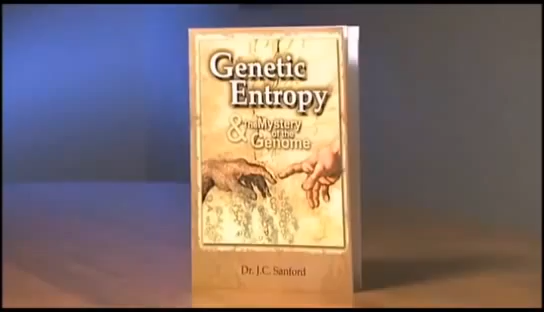 Genetic
Entropy
& The Mystery
of the
Genome
Dr. J.C. Sanford